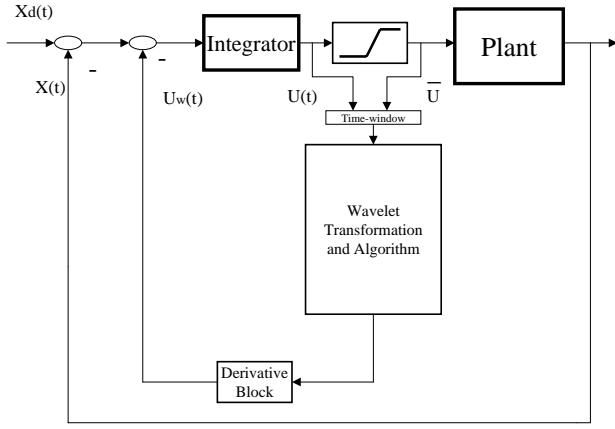 Xd(t)
Integrator
Plant
-
-
X(t)
Uw(t)
U(t)
U̅
Time-window
Wavelet
Transformation
and Algorithm
Derivative
Block